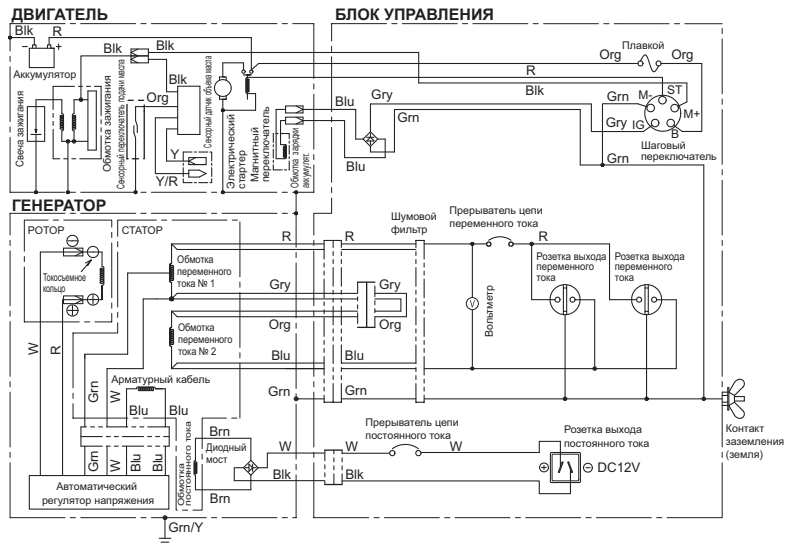 ДВИГАТЕЛЬ
БЛОК УПРАВЛЕНИЯ
Blk
R
− +
Аккумулятор
Blk
Blk
Blk
Org
Y
Y/R
Свеча зажигания
Обмотка зажигания
Сенсорный переключатель подачи масла
Сенсорный датчик объема масла
Электрический
стартер
Магнитный
переключатель
Обмотка зарядки
аккумулят.
Blu
Blu
Gry
Grn
Org
Плавкой
Org
R
Blk
Grn
Gry
Grn
M-
ST
M+
IG
B
Шаговый
переключатель
ГЕНЕРАТОР
РОТОР
СТАТОР
Токосъемное
кольцо
W
R
Grn
W
Обмотка
переменного
тока № 1
Обмотка
переменного
тока № 2
R
Gry
Org
Blu
Grn
R
Gry
Org
Blu
Grn
Шумовой
фильтр
Прерыватель цепи
переменного тока
R
V
Вольтметр
Розетка выхода
переменного
тока
Розетка выхода
переменного
тока
Арматурный кабель
Blu
Blu
Grn
W
Blu
Blu
Автоматический
регулятор напряжения
Обмотка
постоянного тока
Brn
Диодный
мост
Brn
W
Blk
W
Blk
Прерыватель цепи
постоянного тока
W
Розетка выхода
постоянного тока
DC12V
Контакт
заземления
(земля)
Grn/Y